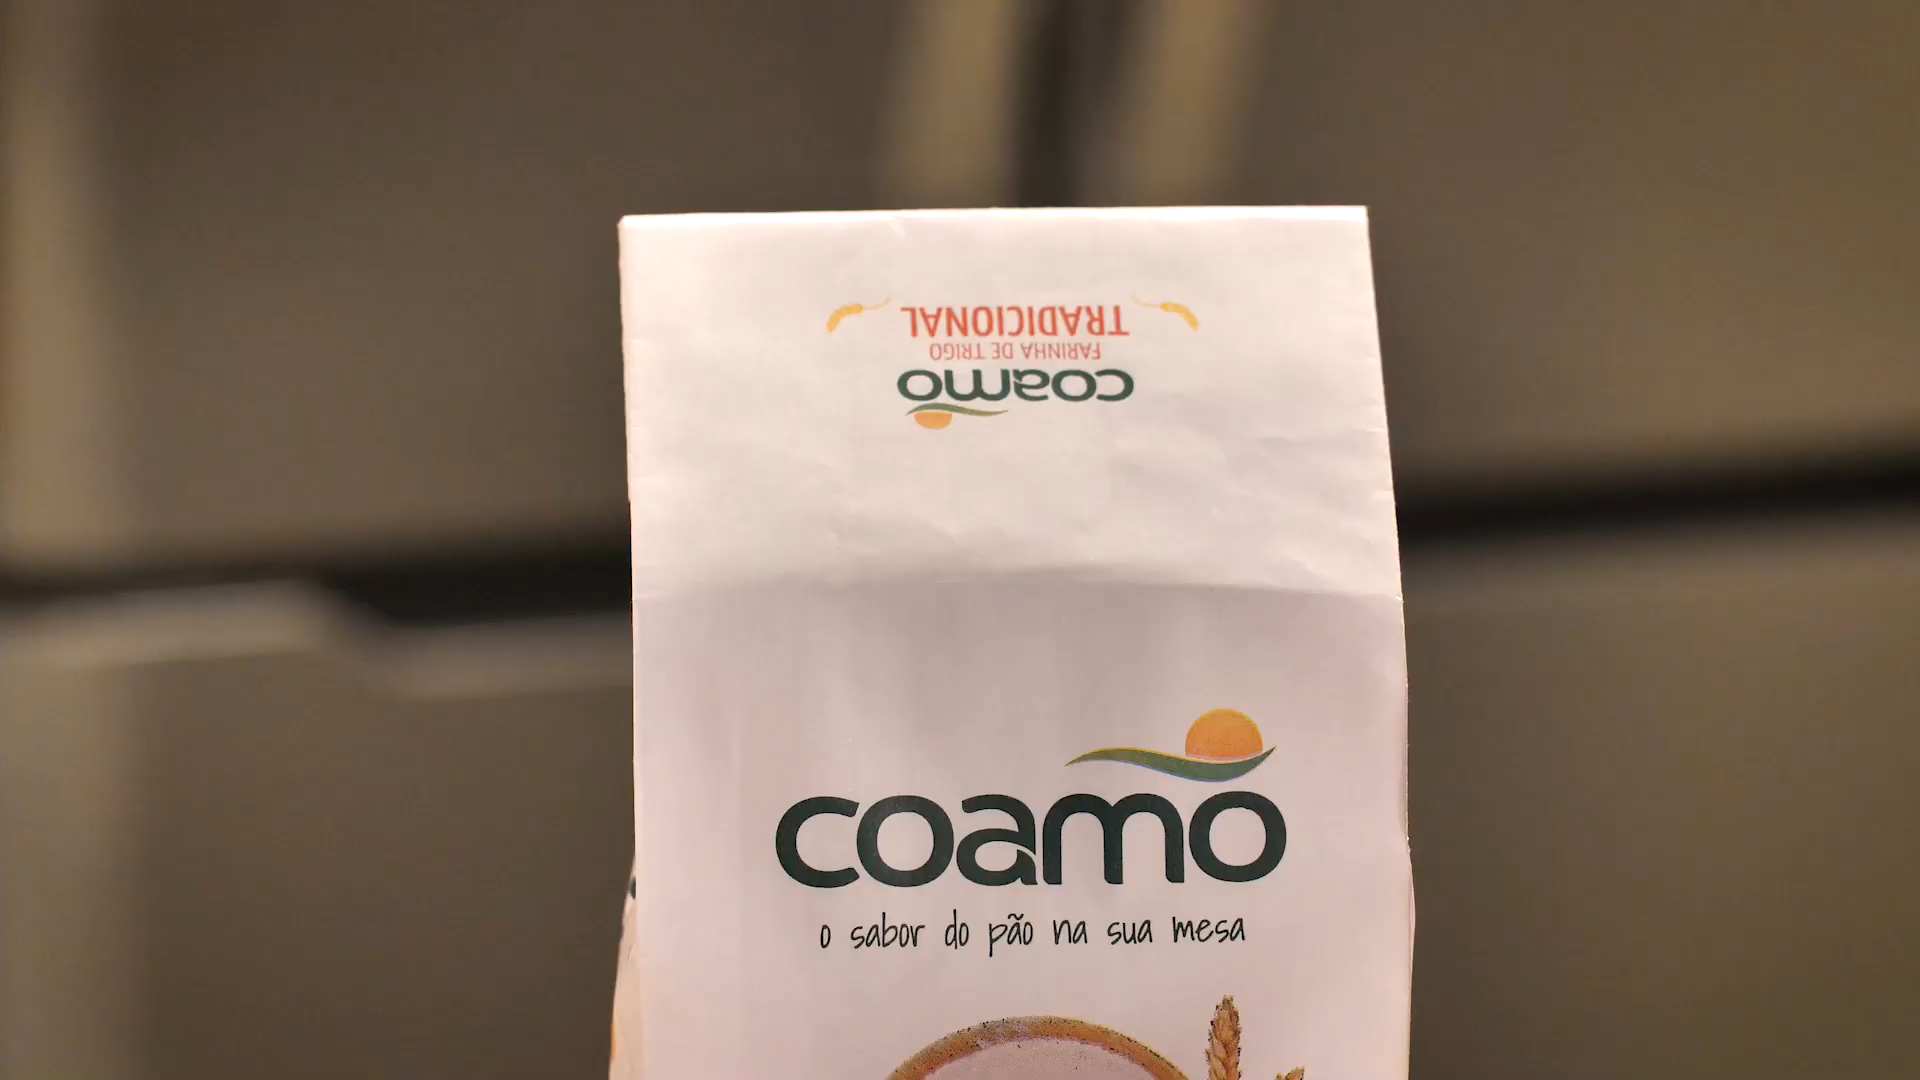 TRADICIONAL
FARINHA DE TRIGO
coamo
coamo
o sabor do pão na sua mesa